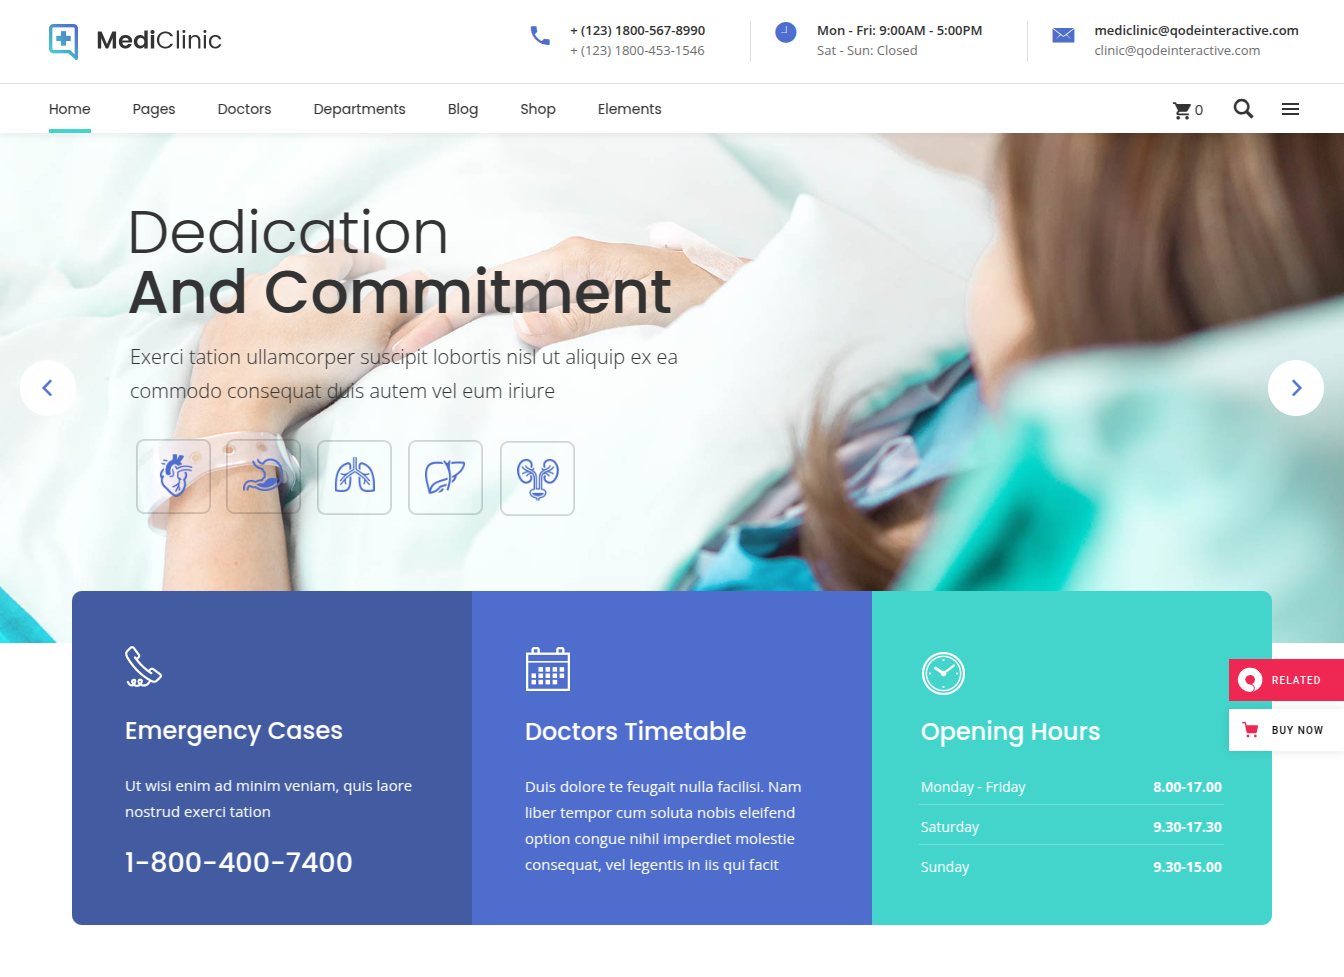 MediClinic
+ (123) 1800-567-8990
+ (123) 1800-453-1546
Mon - Fri: 9:00AM - 5:00PM
Sat - Sun: Closed
mediclinic@qodeinteractive.com
clinic@qodeinteractive.com
Home Pages Doctors Departments Blog Shop Elements 0
Dedication
And Commitment
Exerci tation ullamcorper suscipit lobortis nisl ut aliquip ex ea
commodo consequat duis autem vel eum iriure
Emergency Cases
Ut wisi enim ad minim veniam, quis laore
nostrud exerci tation
1-800-400-7400
Doctors Timetable
Duis dolore te feugait nulla facilisi. Nam
liber tempor cum soluta nobis eleifend
option congue nihil imperdiet molestie
consequat, vel legentis in iis qui facit
Opening Hours
Monday - Friday 8.00-17.00
Saturday 9.30-17.30
Sunday 9.30-15.00
RELATED
BUY NOW